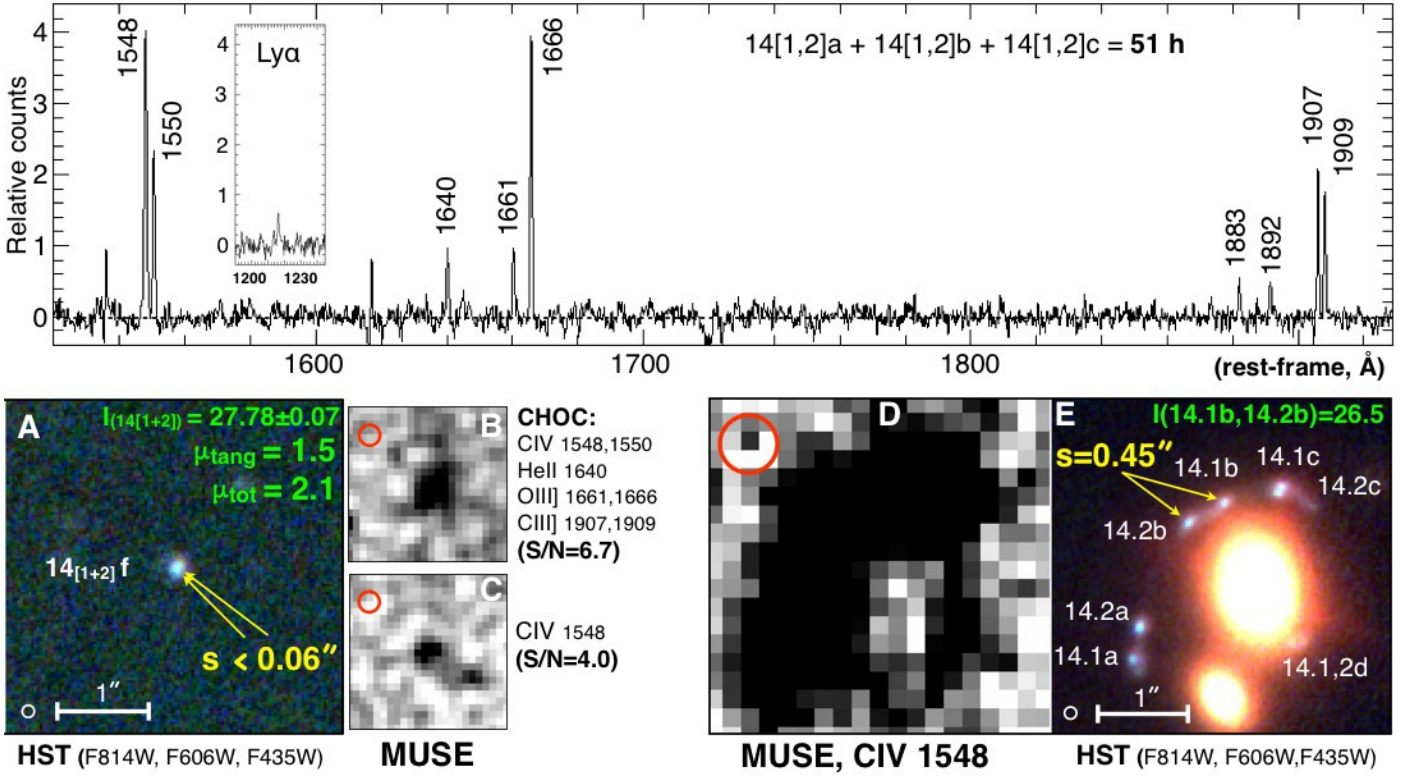 4
3
2
1
0
Relative counts
1548
1550
4
3
2
1
0
Lyα
1200 1230
1640
1661
1666
14[1,2]a + 14[1,2]b + 14[1,2]c = 51 h
1883
1892
1907
1909
1600
1700
1800
(rest-frame, Å)
A
I(14[1+2]) = 27.78±0.07
μtang = 1.5
μtot = 2.1
14[1+2] f
s < 0.06″
1″
HST (F814W, F606W, F435W)
B
C
MUSE
CHOC:
CIV 1548,1550
HeII 1640
OIII] 1661,1666
CIII] 1907,1909
(S/N=6.7)
CIV 1548
(S/N=4.0)
D
MUSE, CIV 1548
E
I(14.1b,14.2b)=26.5
s=0.45″
14.1b
14.1c
14.2c
14.2b
14.2a
14.1a
14.1,2d
1″
HST (F814W, F606W,F435W)